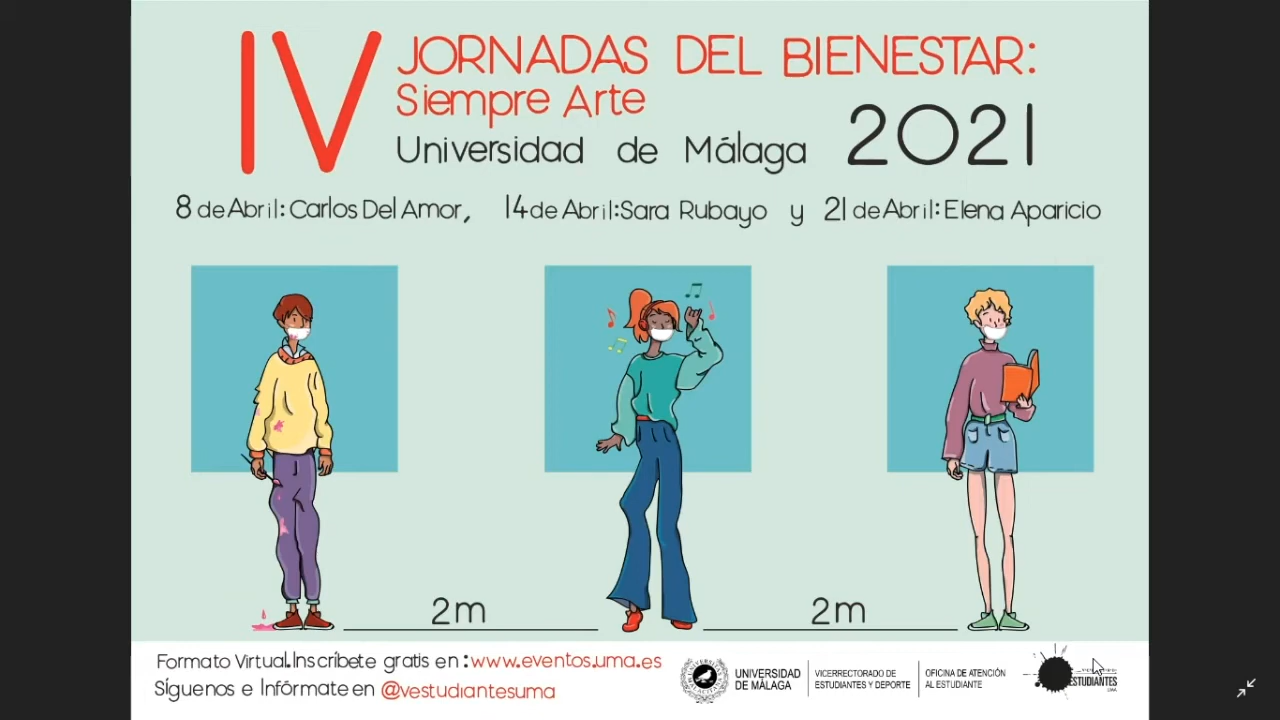 IV JORNADAS DEL BIENESTAR:
Siempre Arte
Universidad de Málaga 2021
8 de Abril: Carlos Del Amor, 14 de Abril: Sara Rubayo y 21 de Abril: Elena Aparicio
2m 2m
Formato Virtual. Inscríbete gratis en: www.eventos.uma.es
Síguenos e Infórmate en @vestudiantesuma
UNIVERSIDAD
DE MÁLAGA
VICERRECTORADO DE
ESTUDIANTES Y DEPORTE
OFICINA DE ATENCIÓN
AL ESTUDIANTE
ESTUDIANTES